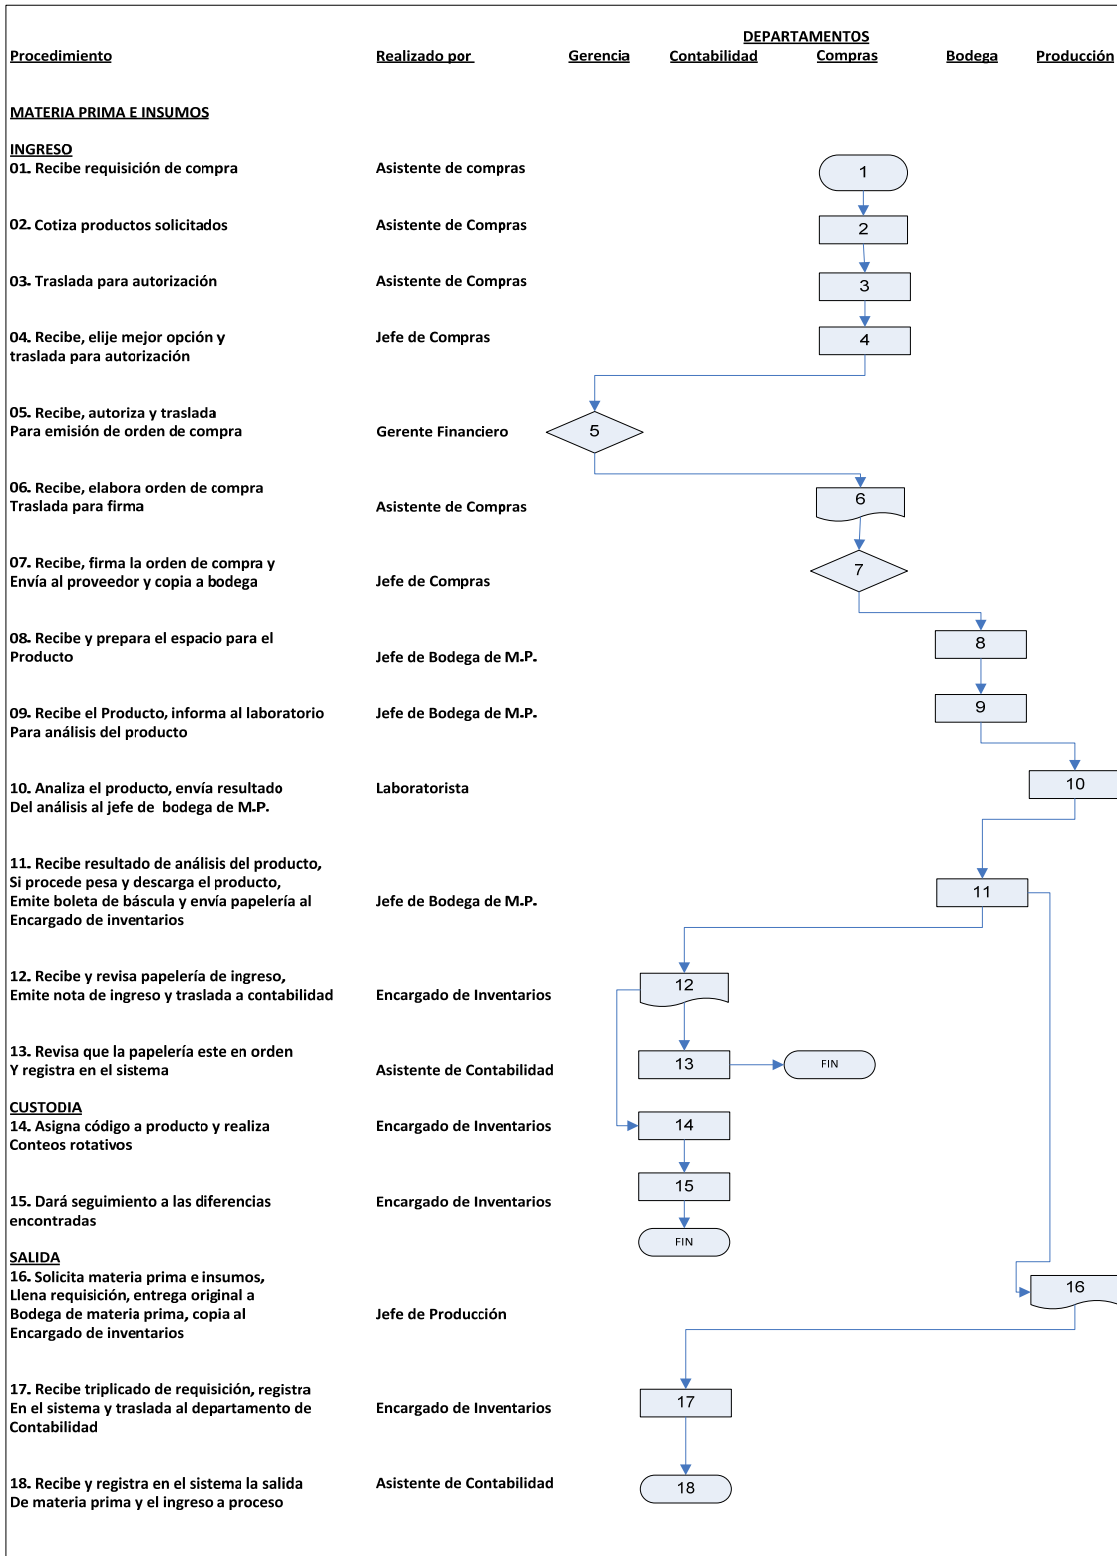 DEPARTAMENTOS
Procedimiento Realizado por Gerencia Contabilidad Compras Bodega Producción
MATERIA PRIMA E INSUMOS
INGRESO
01. Recibe requisición de compra Asistente de compras 1
02. Cotiza productos solicitados Asistente de Compras 2
03. Traslada para autorización Asistente de Compras 3
04. Recibe, elije mejor opción y Jefe de Compras 4
traslada para autorización
05. Recibe, autoriza y traslada
Para emisión de orden de compra Gerente Financiero 5
06. Recibe, elabora orden de compra 6
Traslada para firma Asistente de Compras
07. Recibe, firma la orden de compra y 7
Envía al proveedor y copia a bodega Jefe de Compras
08. Recibe y prepara el espacio para el 8
Producto Jefe de Bodega de M.P.
09. Recibe el Producto, informa al laboratorio Jefe de Bodega de M.P. 9
Para análisis del producto
10. Analiza el producto, envía resultado Laboratorista 10
Del análisis al jefe de bodega de M.P.
11. Recibe resultado de análisis del producto,
Si procede pesa y descarga el producto, 11
Emite boleta de báscula y envía papelería al Jefe de Bodega de M.P.
Encargado de inventarios
12. Recibe y revisa papelería de ingreso, 12
Emite nota de ingreso y traslada a contabilidad Encargado de Inventarios
13. Revisa que la papelería este en orden 13 FIN
Y registra en el sistema Asistente de Contabilidad
CUSTODIA
14. Asigna código a producto y realiza Encargado de Inventarios 14
Conteos rotativos
15. Dará seguimiento a las diferencias Encargado de Inventarios 15
encontradas
FIN
SALIDA
16. Solicita materia prima e insumos, 16
Llena requisición, entrega original a
Bodega de materia prima, copia al Jefe de Producción
Encargado de inventarios
17. Recibe triplicado de requisición, registra 17
En el sistema y traslada al departamento de Encargado de Inventarios
Contabilidad
18. Recibe y registra en el sistema la salida Asistente de Contabilidad 18
De materia prima y el ingreso a proceso